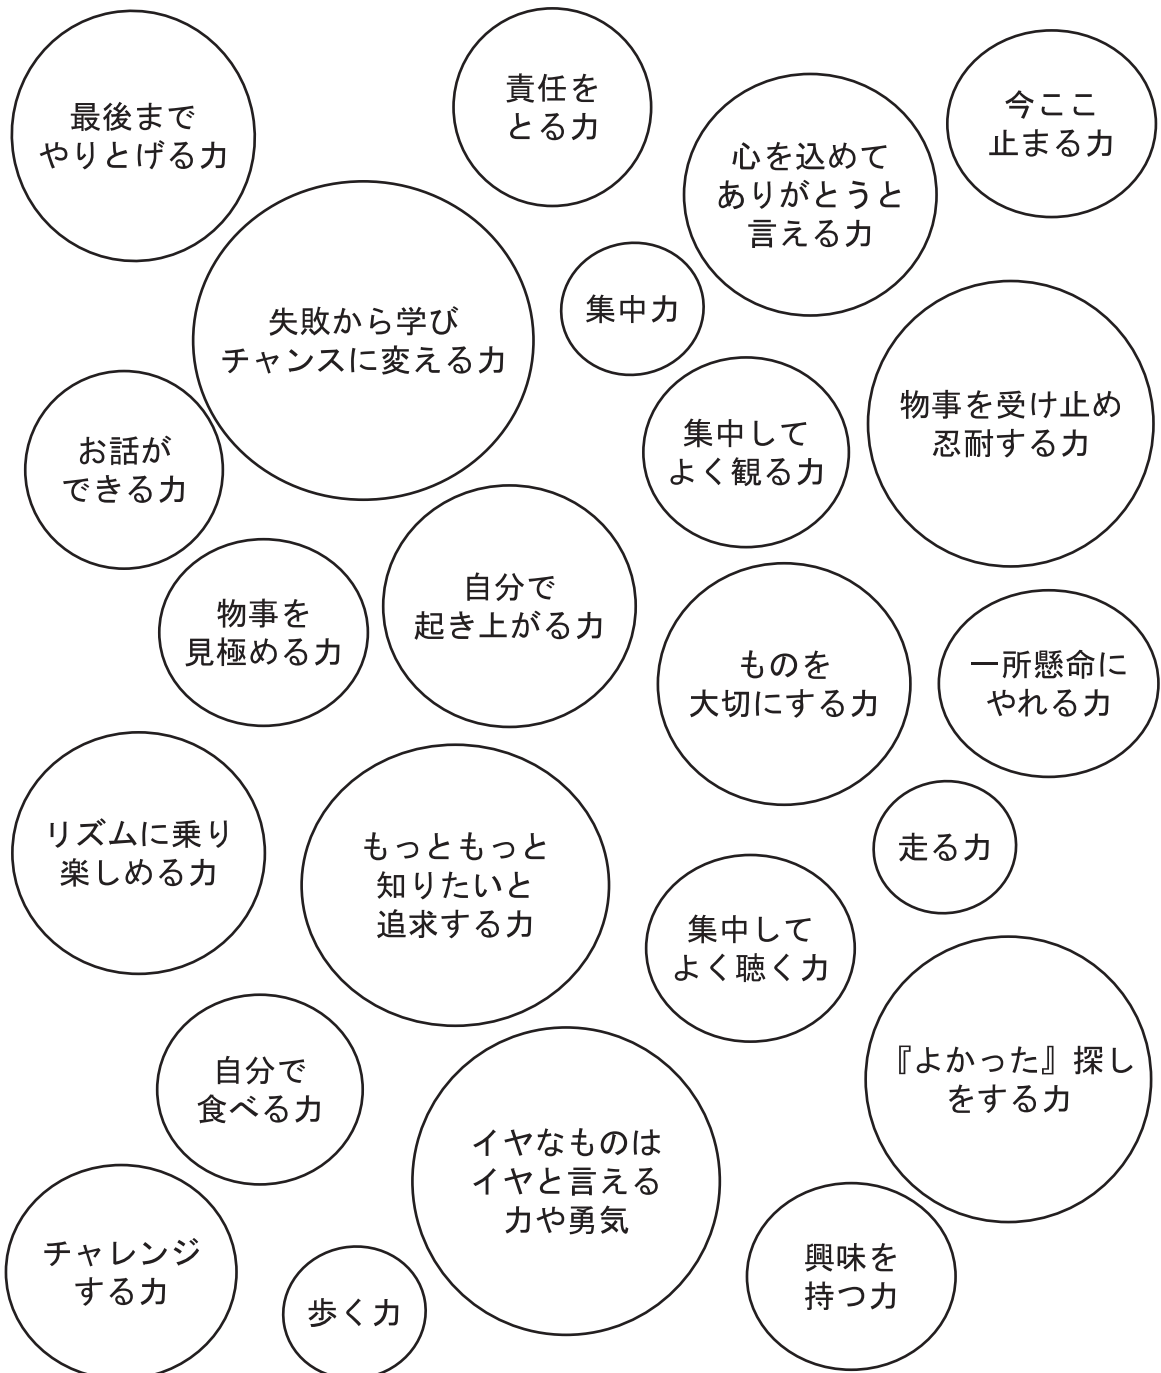 最後まで
やりとげる力
責任を
とる力
心を込めて
ありがとうと
言える力
今ここ
止まる力
失敗から学び
チャンスに変える力
集中力
お話が
できる力
集中して
よく観る力
物事を受け止め
忍耐する力
物事を
見極める力
自分で
起き上がる力
ものを
大切にする力
一所懸命に
やれる力
リズムに乗り
楽しめる力
もっともっと
知りたいと
追求する力
走る力
集中して
よく聴く力
自分で
食べる力
『よかった』探し
をする力
イヤなものは
イヤと言える
力や勇気
チャレンジ
する力
歩く力
興味を
持つ力